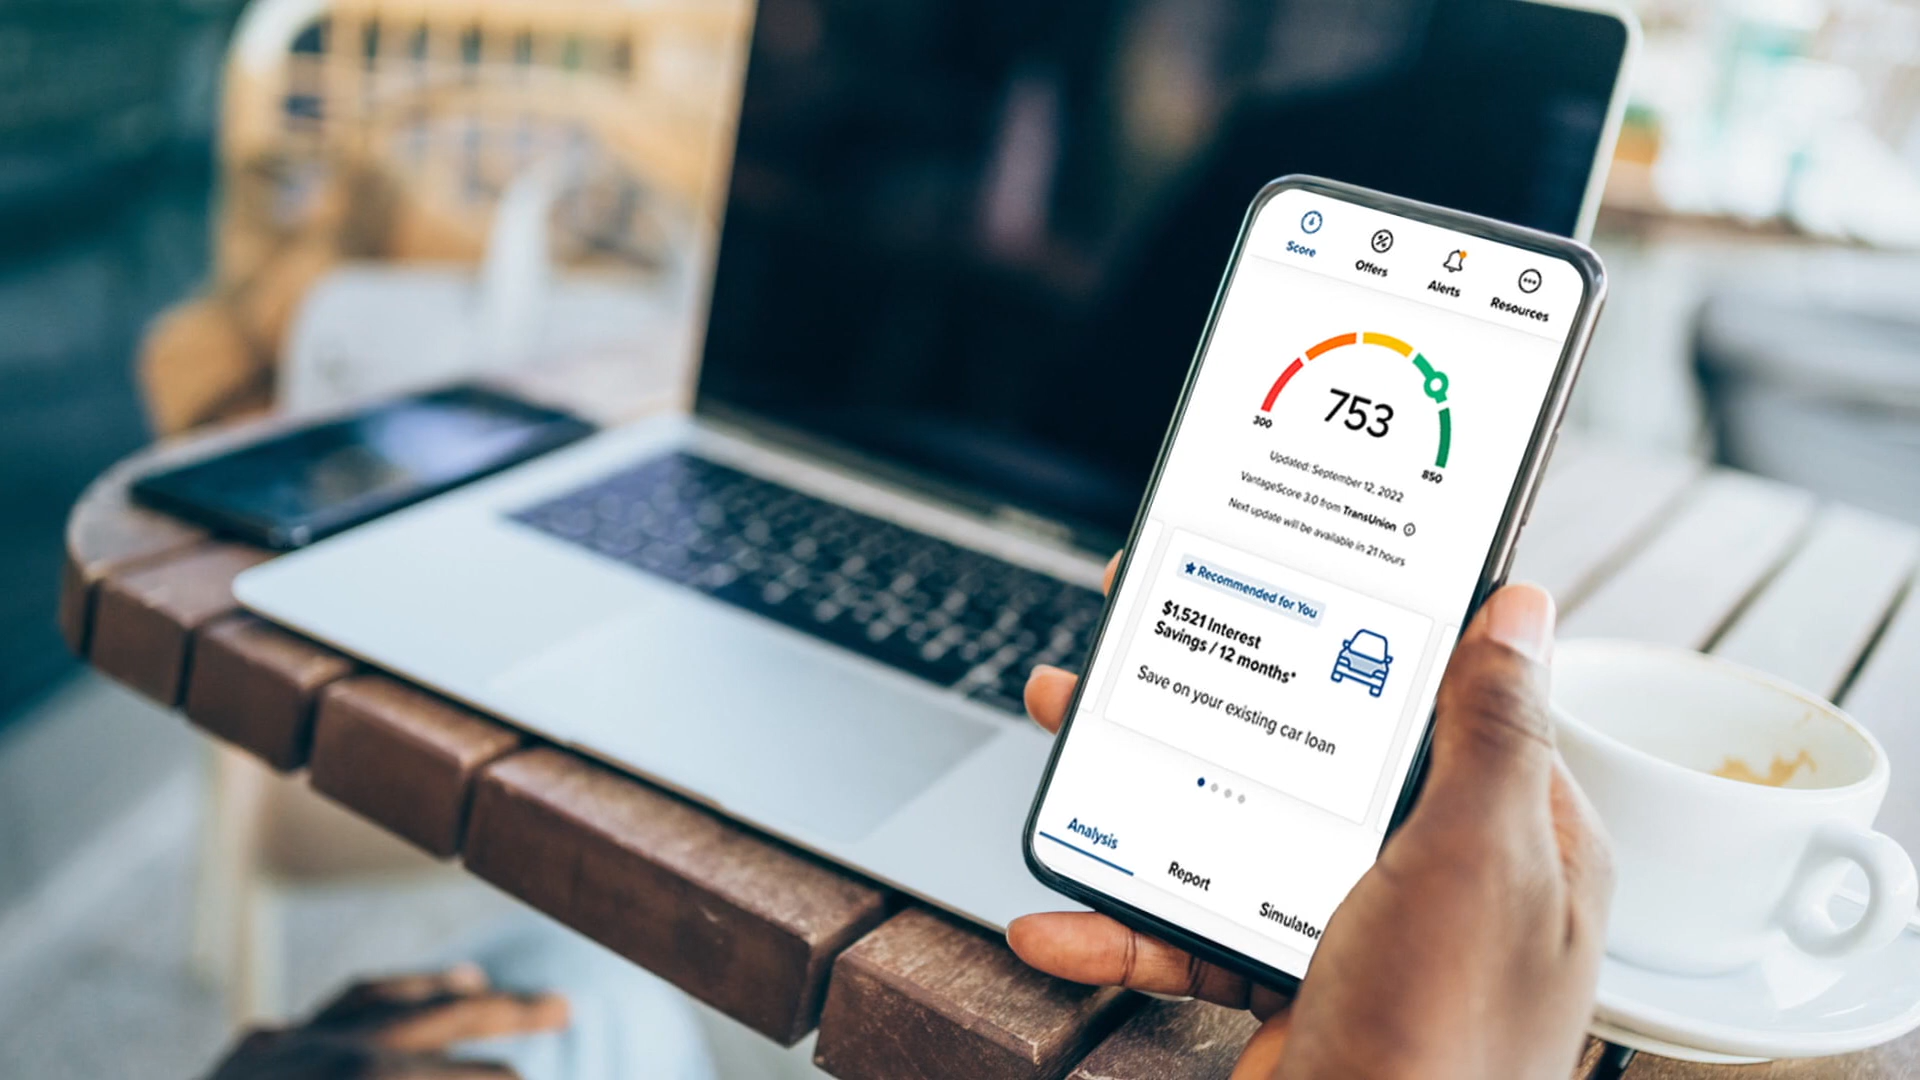 Score
Offers
Alerts
Resources
753
300
850
Updated: September 12, 2022
VantageScore 3.0 from TransUnion
Next update will be available in 21 hours
Recommended for You
$1,521 Interest
Savings / 12 months*
Save on your existing car loan
Analysis
Report
Simulator